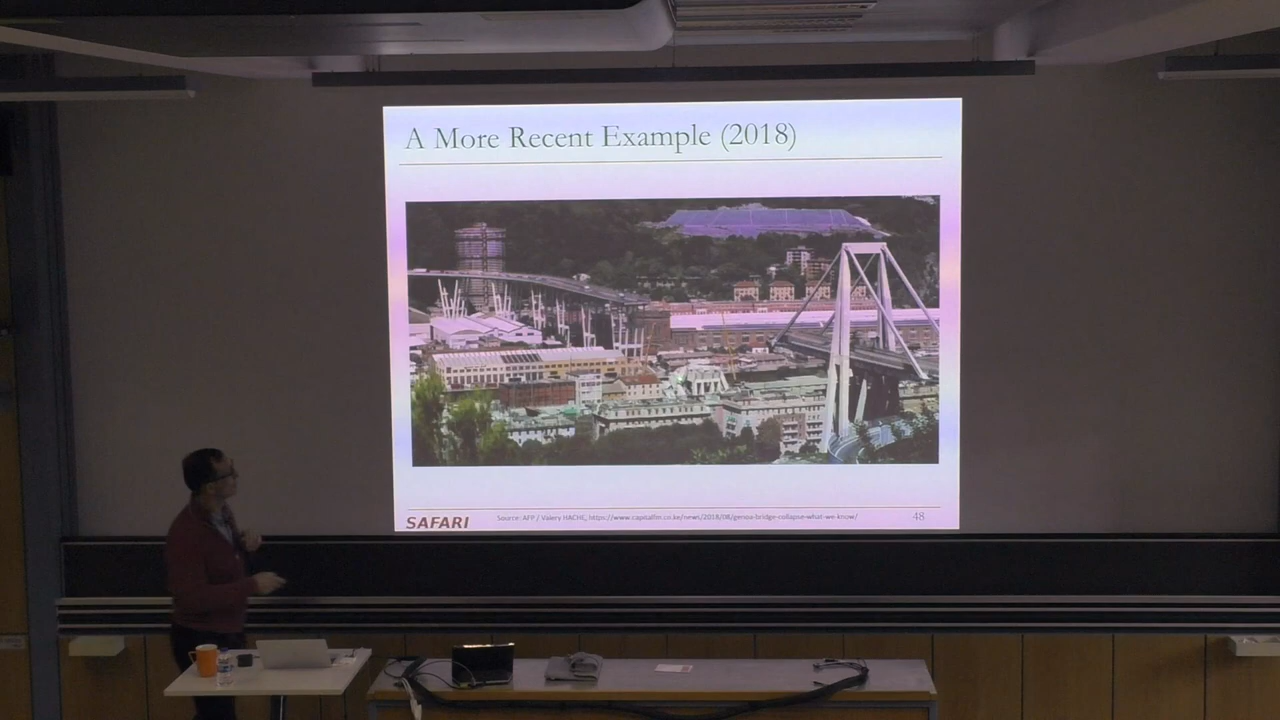 A More Recent Example (2018)
SAFARI
Source: AFP / Valery HACHE, https://www.capitalfm.co.ke/news/2018/08/genoa-bridge-collapse-what-we-know/
48